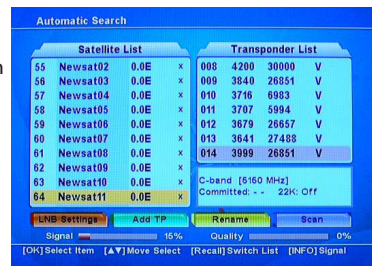 Automatic Search
Satellite List
55 Newsat02 0.0E x
56 Newsat03 0.0E x
57 Newsat04 0.0E x
58 Newsat05 0.0E x
59 Newsat06 0.0E x
60 Newsat07 0.0E x
61 Newsat08 0.0E x
62 Newsat09 0.0E x
63 Newsat10 0.0E x
64 Newsat11 0.0E x
Transponder List
008 4200 30000 V
009 3840 26851 V
010 3716 6983 V
011 3707 5994 V
012 3679 26657 V
013 3641 27488 V
014 3999 26851 V
C-band [5150 MHz]
Committed: - - 22K: Off
LNB Settings Add TP Rename Scan
Signal 15% Quality 0%
[OK] Select Item [▲▼] Move Select [Recall] Switch List [INFO] Signal